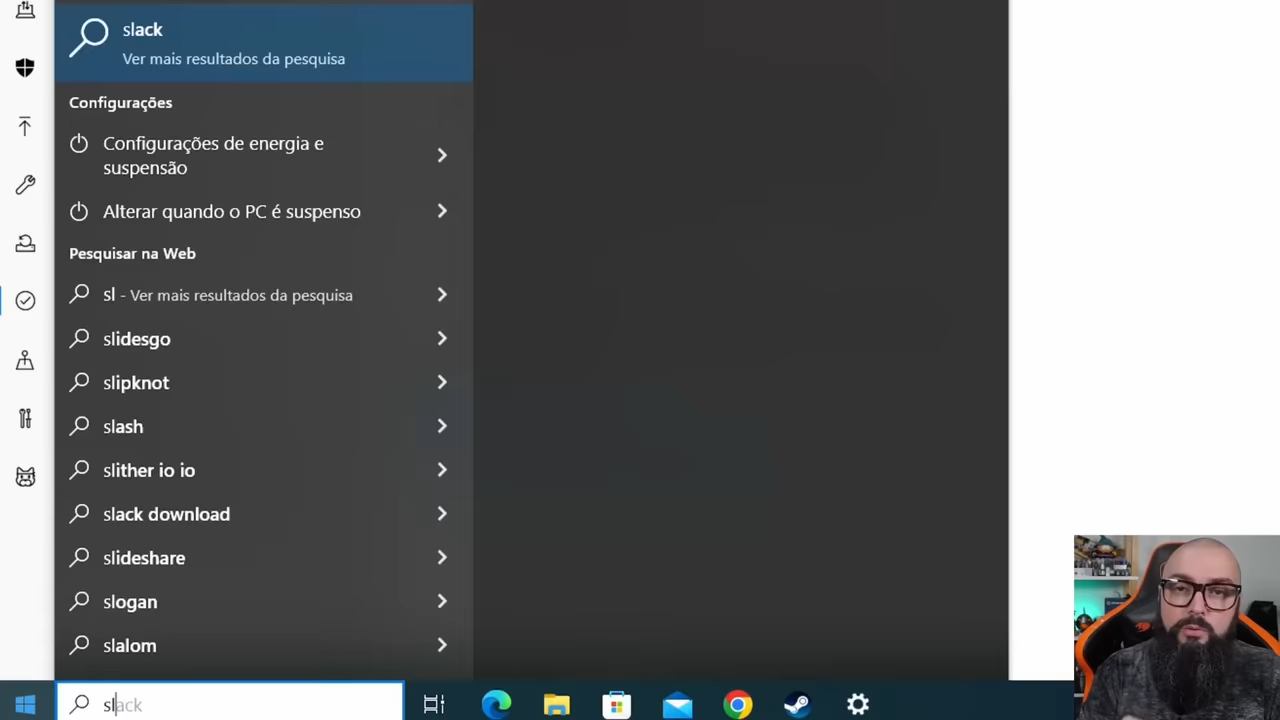 slack
Ver mais resultados da pesquisa
Configurações
Configurações de energia e
suspensão
Alterar quando o PC é suspenso
Pesquisar na Web
sl - Ver mais resultados da pesquisa
slidesgo
slipknot
slash
slither io io
slack download
slideshare
slogan
slalom
slack